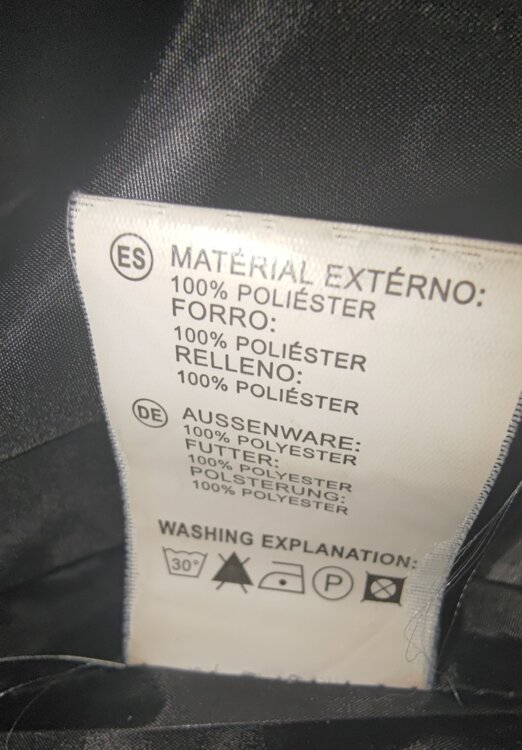 ES MATÉRIAL EXTÉRNO:
100% POLIÉSTER
FORRO:
100% POLIÉSTER
RELLENO:
100% POLIÉSTER
DE AUSSENWARE:
100% POLYESTER
FUTTER:
100% POLYESTER
POLSTERUNG:
100% POLYESTER
WASHING EXPLANATION:
30° P